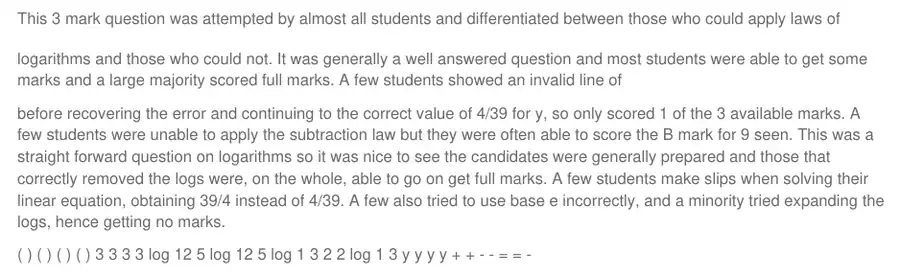 This 3 mark question was attempted by almost all students and differentiated between those who could apply laws of
logarithms and those who could not. It was generally a well answered question and most students were able to get some
marks and a large majority scored full marks. A few students showed an invalid line of
before recovering the error and continuing to the correct value of 4/39 for y, so only scored 1 of the 3 available marks. A
few students were unable to apply the subtraction law but they were often able to score the B mark for 9 seen. This was a
straight forward question on logarithms so it was nice to see the candidates were generally prepared and those that
correctly removed the logs were, on the whole, able to go on get full marks. A few students make slips when solving their
linear equation, obtaining 39/4 instead of 4/39. A few also tried to use base e incorrectly, and a minority tried expanding the
logs, hence getting no marks.
( ) ( ) ( ) ( ) 3 3 3 3 log 12 5 log 12 5 log 1 3 2 2 log 1 3 y y y y + + - - = = -